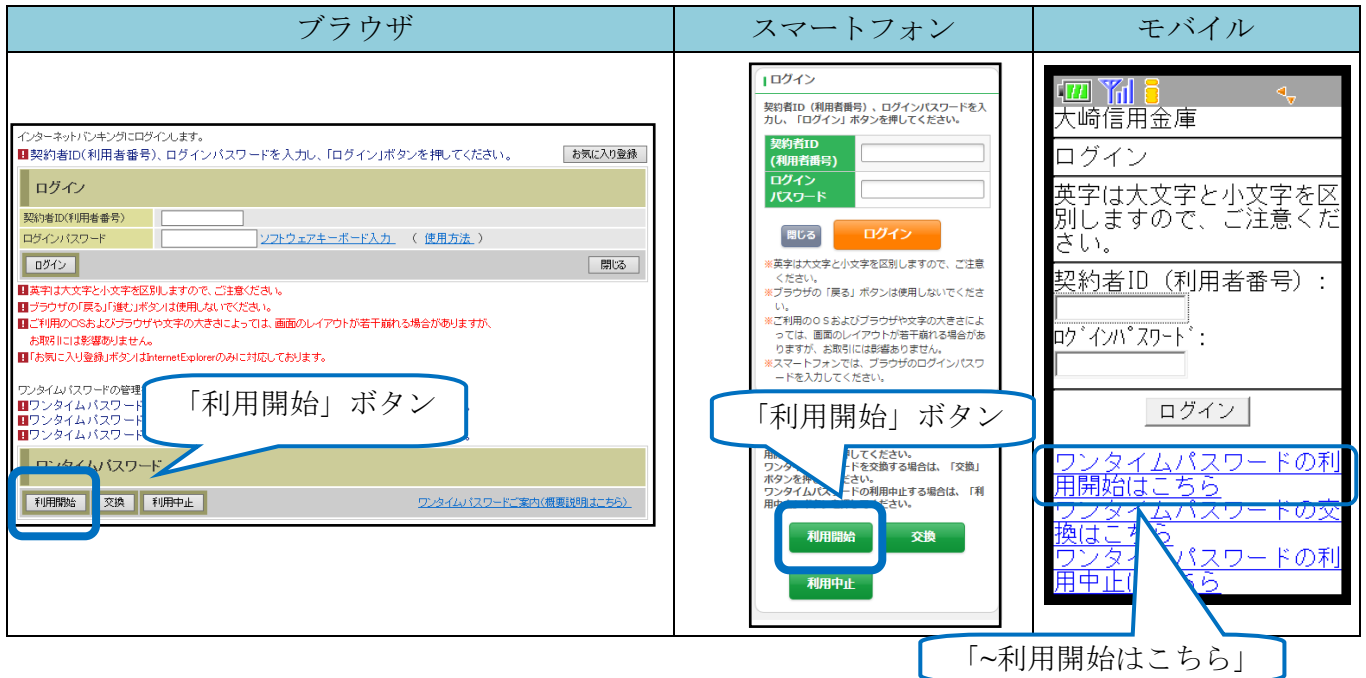 ブラウザ
スマートフォン
モバイル
インターネットバンキングにログインします。
契約者ID(利用者番号)、ログインパスワードを入力し、「ログイン」ボタンを押してください。
お気に入り登録
ログイン
契約者ID(利用者番号)
ログインパスワード
ソフトウェアキーボード入力 ( 使用方法 )
ログイン
閉じる
英字は大文字と小文字を区別しますので、ご注意ください。
ブラウザの「戻る」「進む」ボタンは使用しないでください。
ご利用のOSおよびブラウザや文字の大きさによっては、画面のレイアウトが若干崩れる場合がありますが、
お取引には影響ありません。
「お気に入り登録」ボタンはInternetExplorerのみに対応しております。
ワンタイムパスワードの管理
ワンタイムパスワード
ワンタイムパスワード
ワンタイムパスワード
「利用開始」ボタン
ワンタイムパスワード
利用開始
交換
利用中止
ワンタイムパスワードご案内(概要説明はこちら)
ログイン
契約者ID(利用者番号)、ログインパスワードを入
力し、「ログイン」ボタンを押してください。
契約者ID
(利用者番号)
ログイン
パスワード
閉じる
ログイン
※英字は大文字と小文字を区別しますので、ご注意
ください。
※ブラウザの「戻る」ボタンは使用しないでくださ
い。
※ご利用のOSおよびブラウザや文字の大きさによ
っては、画面のレイアウトが若干崩れる場合があ
りますが、お取引には影響ありません。
※スマートフォンでは、ブラウザのログインパスワ
ードを入力してください。
「利用開始」ボタン
してください。
ワンタ ードを交換する場合は、「交換」
ボタンを押 ださい。
ワンタイムパス ードの利用中止する場合は、「利
用中 ださい。
利用開始
交換
利用中止
大崎信用金庫
ログイン
英字は大文字と小文字を区
別しますので、ご注意くだ
さい。
契約者ID(利用者番号):
ﾛｸﾞｲﾝﾊﾟｽﾜｰﾄﾞ:
ログイン
ワンタイムパスワードの利
用開始はこちら
ワンタイムパスワードの交
換はこちら
ワンタイムパスワードの利
用中止はこちら
「~利用開始はこちら」